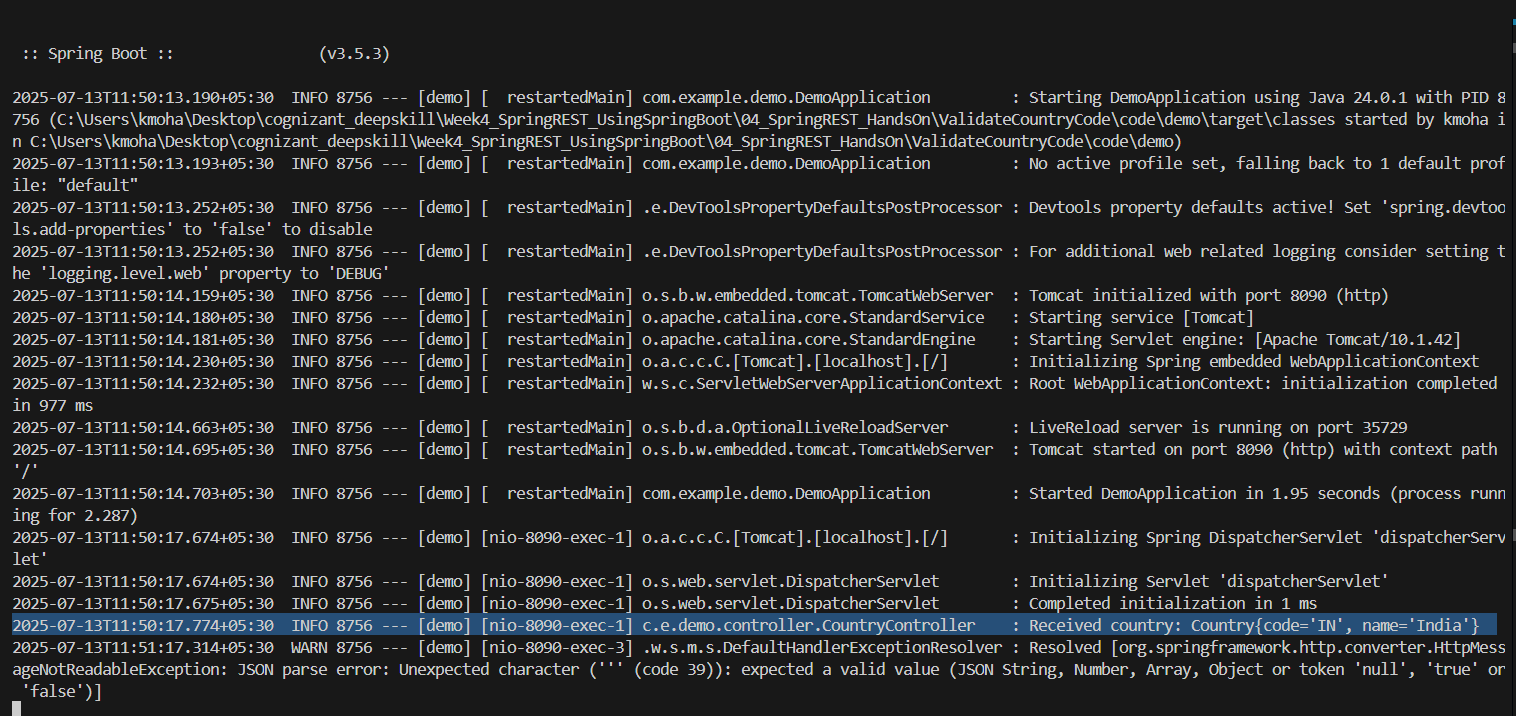 :: Spring Boot ::                (v3.5.3)
2025-07-13T11:50:13.190+05:30  INFO 8756 --- [demo] [  restartedMain] com.example.demo.DemoApplication         : Starting DemoApplication using Java 24.0.1 with PID 8
756 (C:\Users\kmoha\Desktop\cognizant_deepskill\Week4_SpringREST_UsingSpringBoot\04_SpringREST_HandsOn\ValidateCountryCode\code\demo\target\classes started by kmoha i
n C:\Users\kmoha\Desktop\cognizant_deepskill\Week4_SpringREST_UsingSpringBoot\04_SpringREST_HandsOn\ValidateCountryCode\code\demo)
2025-07-13T11:50:13.193+05:30  INFO 8756 --- [demo] [  restartedMain] com.example.demo.DemoApplication         : No active profile set, falling back to 1 default prof
ile: "default"
2025-07-13T11:50:13.252+05:30  INFO 8756 --- [demo] [  restartedMain] .e.DevToolsPropertyDefaultsPostProcessor : Devtools property defaults active! Set 'spring.devtoo
ls.add-properties' to 'false' to disable
2025-07-13T11:50:13.252+05:30  INFO 8756 --- [demo] [  restartedMain] .e.DevToolsPropertyDefaultsPostProcessor : For additional web related logging consider setting t
he 'logging.level.web' property to 'DEBUG'
2025-07-13T11:50:14.159+05:30  INFO 8756 --- [demo] [  restartedMain] o.s.b.w.embedded.tomcat.TomcatWebServer  : Tomcat initialized with port 8090 (http)
2025-07-13T11:50:14.180+05:30  INFO 8756 --- [demo] [  restartedMain] o.apache.catalina.core.StandardService   : Starting service [Tomcat]
2025-07-13T11:50:14.181+05:30  INFO 8756 --- [demo] [  restartedMain] o.apache.catalina.core.StandardEngine    : Starting Servlet engine: [Apache Tomcat/10.1.42]
2025-07-13T11:50:14.230+05:30  INFO 8756 --- [demo] [  restartedMain] o.a.c.c.C.[Tomcat].[localhost].[/]       : Initializing Spring embedded WebApplicationContext
2025-07-13T11:50:14.232+05:30  INFO 8756 --- [demo] [  restartedMain] w.s.c.ServletWebServerApplicationContext : Root WebApplicationContext: initialization completed
in 977 ms
2025-07-13T11:50:14.663+05:30  INFO 8756 --- [demo] [  restartedMain] o.s.b.d.a.OptionalLiveReloadServer       : LiveReload server is running on port 35729
2025-07-13T11:50:14.695+05:30  INFO 8756 --- [demo] [  restartedMain] o.s.b.w.embedded.tomcat.TomcatWebServer  : Tomcat started on port 8090 (http) with context path
'/'
2025-07-13T11:50:14.703+05:30  INFO 8756 --- [demo] [  restartedMain] com.example.demo.DemoApplication         : Started DemoApplication in 1.95 seconds (process runn
ing for 2.287)
2025-07-13T11:50:17.674+05:30  INFO 8756 --- [demo] [nio-8090-exec-1] o.a.c.c.C.[Tomcat].[localhost].[/]       : Initializing Spring DispatcherServlet 'dispatcherServ
let'
2025-07-13T11:50:17.674+05:30  INFO 8756 --- [demo] [nio-8090-exec-1] o.s.web.servlet.DispatcherServlet        : Initializing Servlet 'dispatcherServlet'
2025-07-13T11:50:17.675+05:30  INFO 8756 --- [demo] [nio-8090-exec-1] o.s.web.servlet.DispatcherServlet        : Completed initialization in 1 ms
2025-07-13T11:50:17.774+05:30  INFO 8756 --- [demo] [nio-8090-exec-1] c.e.demo.controller.CountryController    : Received country: Country{code='IN', name='India'}
2025-07-13T11:51:17.314+05:30  WARN 8756 --- [demo] [nio-8090-exec-3] .w.s.m.s.DefaultHandlerExceptionResolver : Resolved [org.springframework.http.converter.HttpMess
ageNotReadableException: JSON parse error: Unexpected character (''' (code 39)): expected a valid value (JSON String, Number, Array, Object or token 'null', 'true' or
'false')]